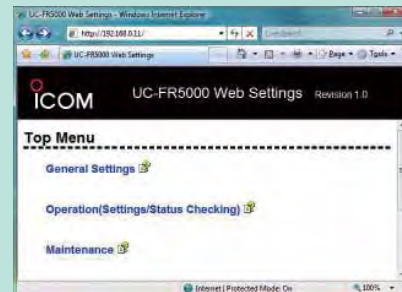 UC-FR5000 Web Settings - Windows Internet Explorer
http://192.168.0.11/
Live Search
UC-FR5000 Web Settings
Page Tools
ICOM UC-FR5000 Web Settings Revision 1.0
Top Menu
General Settings
Operation(Settings/Status Checking)
Maintenance
Internet | Protected Mode: On 100%